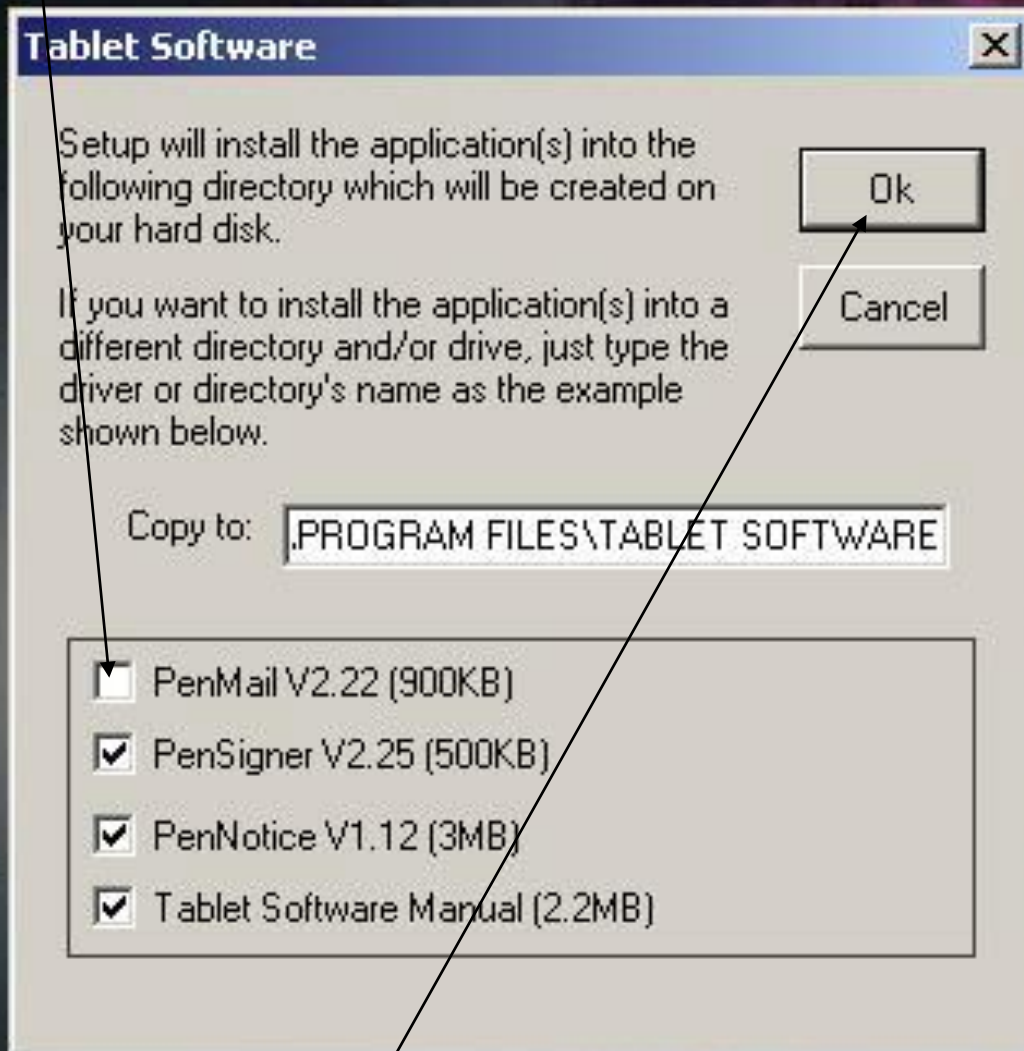 Tablet Software
Setup will install the application(s) into the
following directory which will be created on
your hard disk.
Ok
If you want to install the application(s) into a
different directory and/or drive, just type the
driver or directory's name as the example
shown below.
Cancel
Copy to: .PROGRAM FILES\TABLET SOFTWARE
PenMail V2.22 (900KB)
PenSigner V2.25 (500KB)
PenNotice V1.12 (3MB)
Tablet Software Manual (2.2MB)